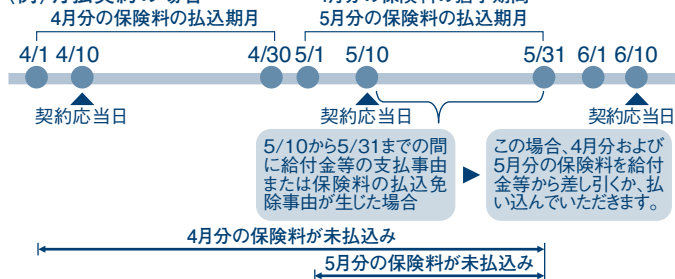 (例)月払契約の場合
4月分の保険料の払込期月
5月分の保険料の払込期月
4/1 4/10 4/30 5/1 5/10 5/31 6/1 6/10
契約応当日 契約応当日 契約応当日
5/10から5/31までの間
に給付金等の支払事由
または保険料の払込免
除事由が生じた場合
この場合、4月分および
5月分の保険料を給付
金等から差し引くか、払
い込んでいただきます。
4月分の保険料が未払込み
5月分の保険料が未払込み